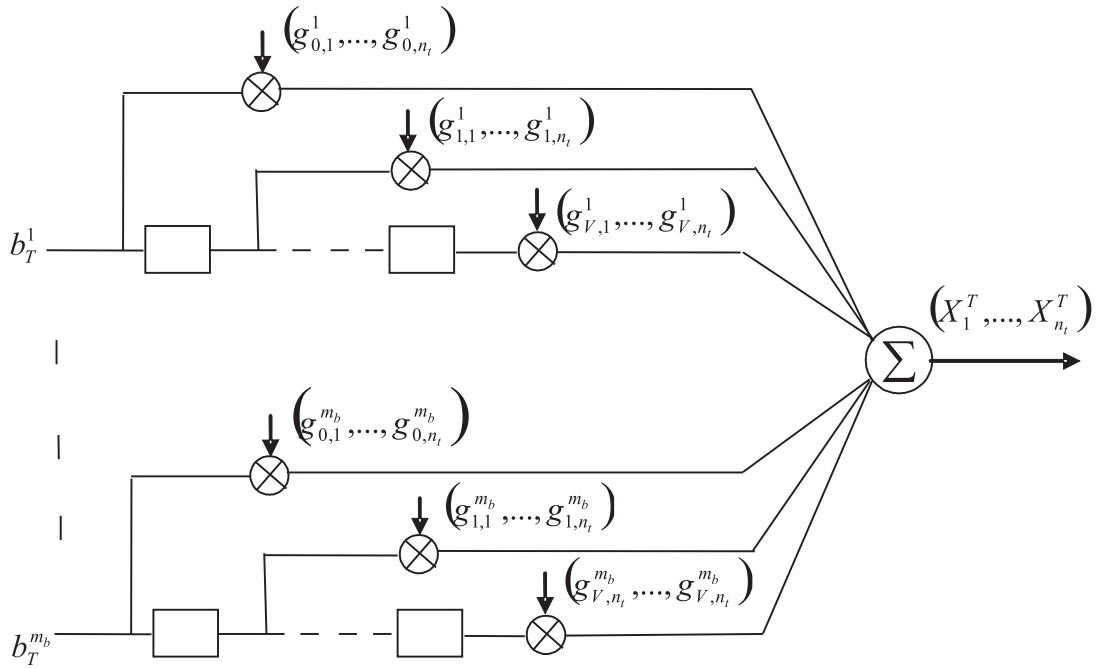 (g^1_{0,1},...,g^1_{0,n_t})
(g^1_{1,1},...,g^1_{1,n_t})
(g^1_{V,1},...,g^1_{V,n_t})
b^1_T
(X^T_1,...,X^T_{n_t})
Σ
(g^{m_b}_{0,1},...,g^{m_b}_{0,n_t})
(g^{m_b}_{1,1},...,g^{m_b}_{1,n_t})
(g^{m_b}_{V,n_t},...,g^{m_b}_{V,n_t})
b^{m_b}_T